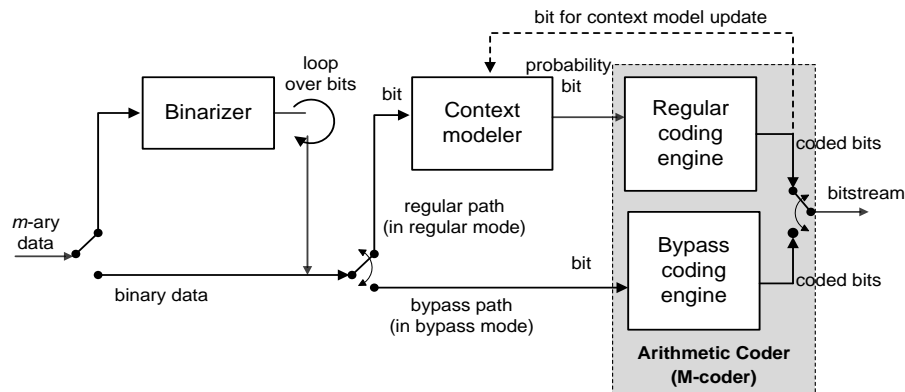 bit for context model update
loop
over bits
probability
bit
bit
Binarizer
Context
modeler
Regular
coding
engine
coded bits
bitstream
m-ary
data
regular path
(in regular mode)
binary data
bit
bypass path
(in bypass mode)
Bypass
coding
engine
coded bits
Arithmetic Coder
(M-coder)